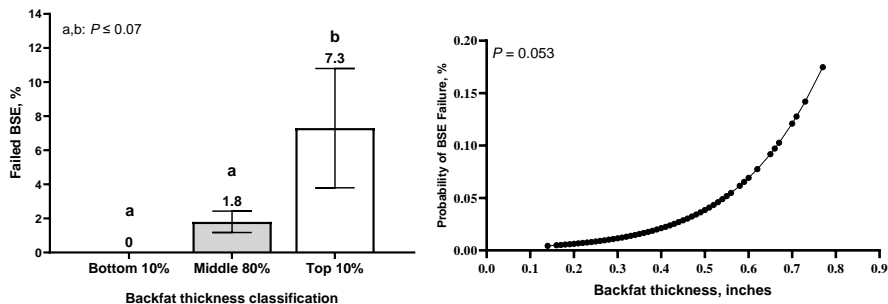 a,b: P ≤ 0.07
Failed BSE, %
14
12
10
8
6
4
2
0
a
0
a
1.8
b
7.3
Bottom 10%
Middle 80%
Top 10%
Backfat thickness classification
P = 0.053
Probability of BSE Failure, %
0.20
0.15
0.10
0.05
0.00
0.0 0.1 0.2 0.3 0.4 0.5 0.6 0.7 0.8 0.9
Backfat thickness, inches